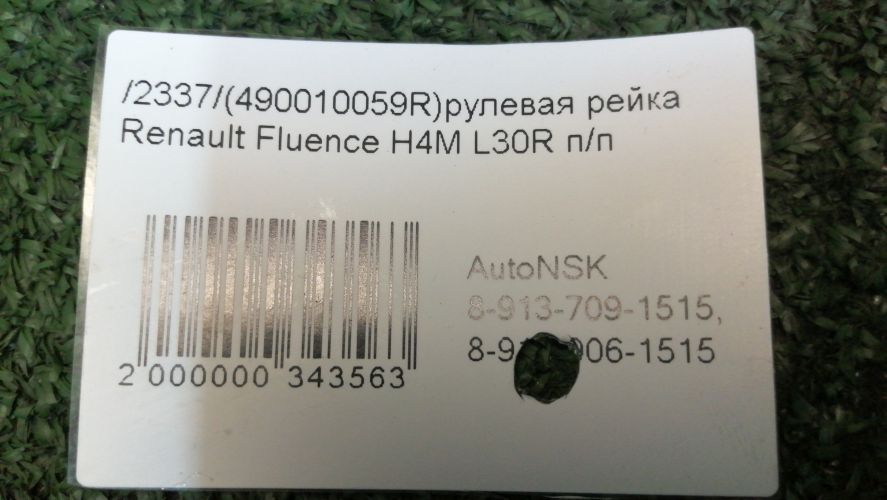 /2337/(490010059R)рулевая рейка
Renault Fluence H4M L30R п/п
AutoNSK
8-913-709-1515,
2 000000 343563